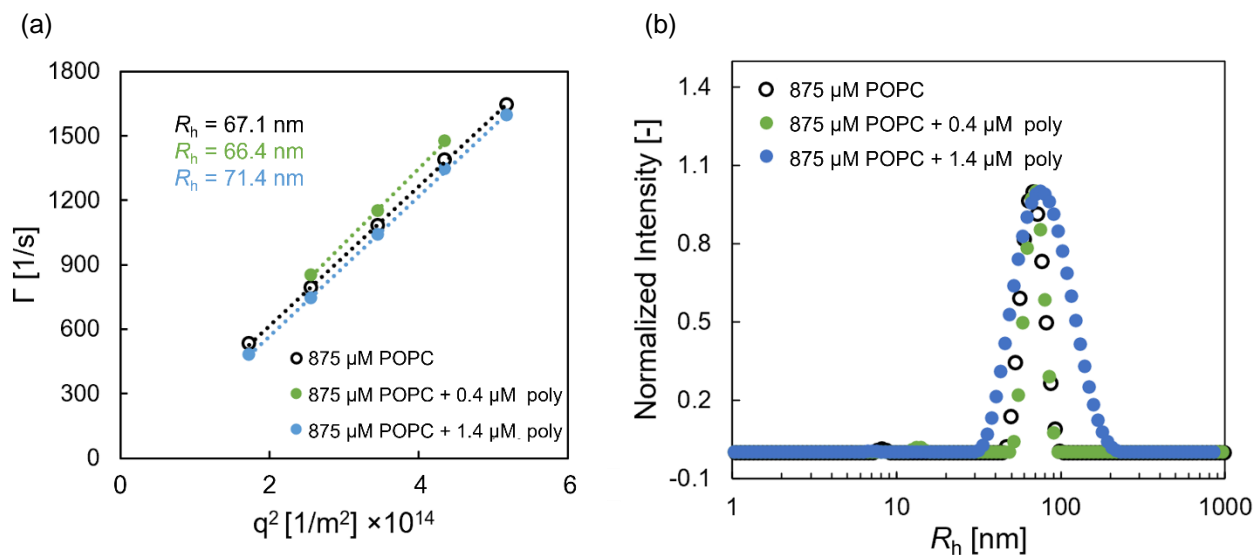 (a)
1800
1500
1200
900
600
300
0
Γ [1/s]
R_h = 67.1 nm
R_h = 66.4 nm
R_h = 71.4 nm
875 µM POPC
875 µM POPC + 0.4 µM poly
875 µM POPC + 1.4 µM poly
0 2 4 6
q² [1/m²] ×10¹⁴
(b)
1.4
1.1
0.8
0.5
0.2
-0.1
Normalized Intensity [-]
875 µM POPC
875 µM POPC + 0.4 µM poly
875 µM POPC + 1.4 µM poly
1 10 100 1000
R_h [nm]